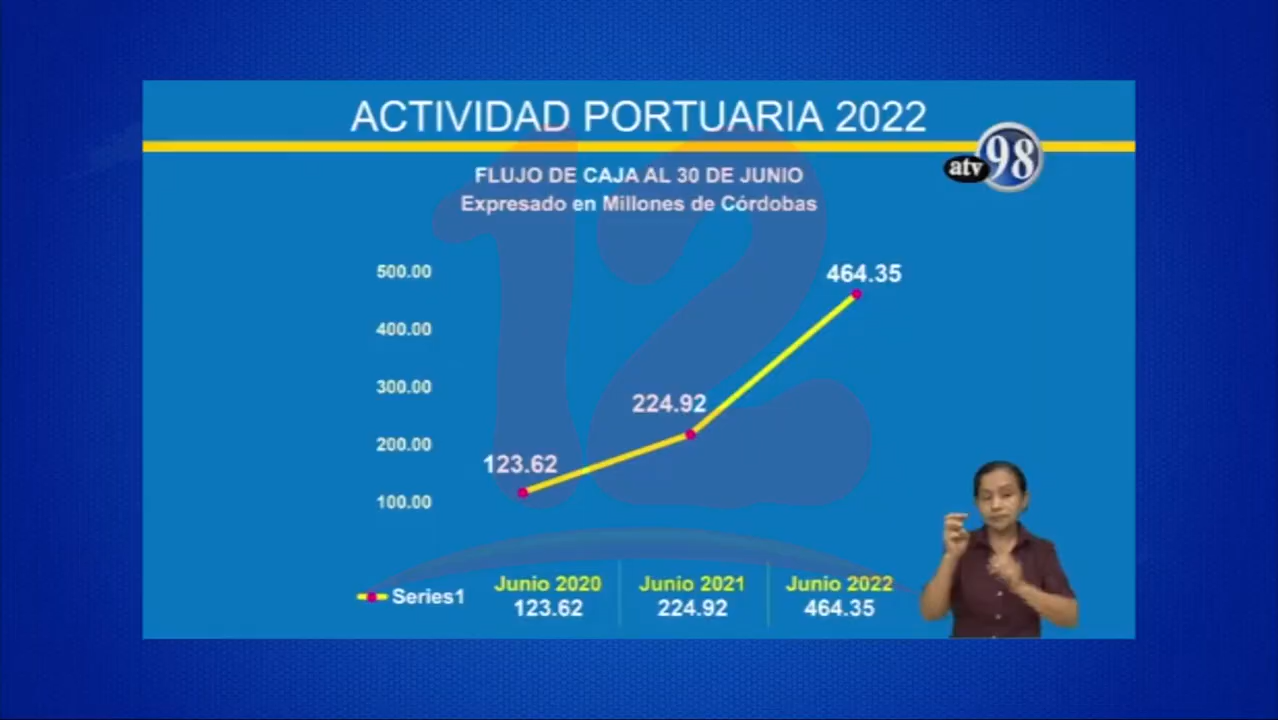 ACTIVIDAD PORTUARIA 2022
atv 98
FLUJO DE CAJA AL 30 DE JUNIO
Expresado en Millones de Córdobas
12
500.00
400.00
300.00
200.00
100.00
123.62
224.92
464.35
Series1
Junio 2020 Junio 2021 Junio 2022
123.62 224.92 464.35